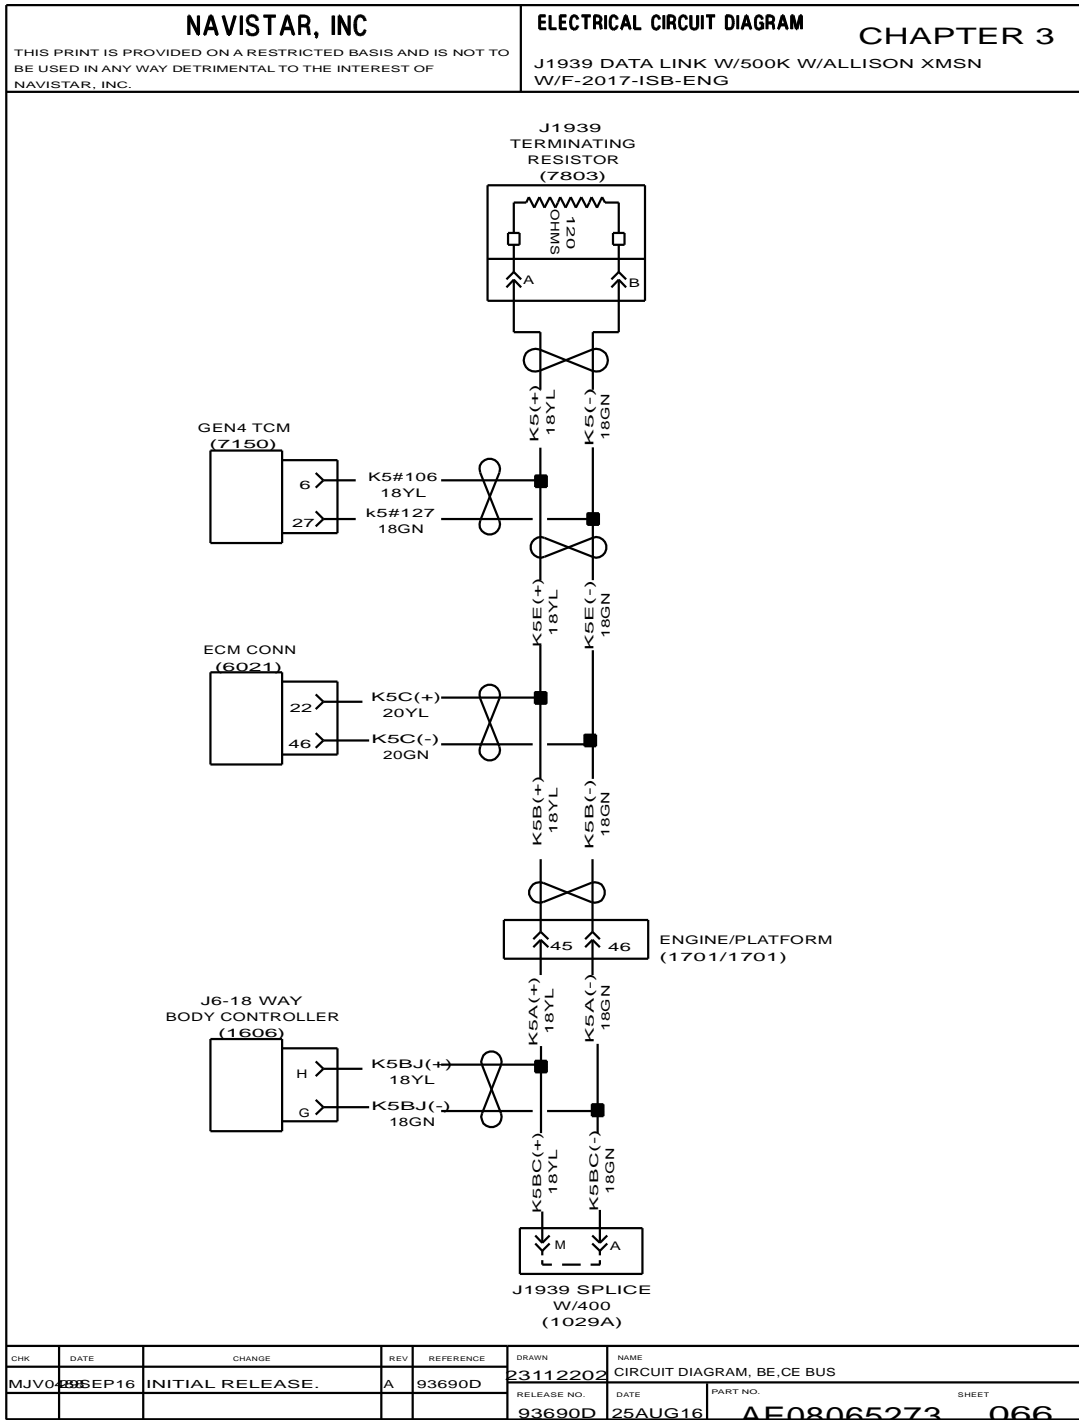 NAVISTAR, INC
THIS PRINT IS PROVIDED ON A RESTRICTED BASIS AND IS NOT TO
BE USED IN ANY WAY DETRIMENTAL TO THE INTEREST OF
NAVISTAR, INC.
ELECTRICAL CIRCUIT DIAGRAM
CHAPTER 3
J1939 DATA LINK W/500K W/ALLISON XMSN
W/F-2017-ISB-ENG
J1939
TERMINATING
RESISTOR
(7803)
120
OHMS
A
B
K5(+)
18YL
K5(-)
18GN
GEN4 TCM
(7150)
6
K5#106
18YL
27
k5#127
18GN
K5E(+)
18YL
K5E(-)
18GN
ECM CONN
(6021)
22
K5C(+)
20YL
46
K5C(-)
20GN
K5B(+)
18YL
K5B(-)
18GN
45
46
ENGINE/PLATFORM
(1701/1701)
K5A(+)
18YL
K5A(-)
18GN
J6-18 WAY
BODY CONTROLLER
(1606)
H
K5BJ(+)
18YL
G
K5BJ(-)
18GN
K5BC(+)
18YL
K5BC(-)
18GN
M
A
J1939 SPLICE
W/400
(1029A)
CHK DATE CHANGE REV REFERENCE
INITIAL RELEASE. A 93690D
DRAWN
23112202
NAME
CIRCUIT DIAGRAM, BE,CE BUS
RELEASE NO.
93690D
DATE
25AUG16
PART NO.
AE08065273
SHEET
066